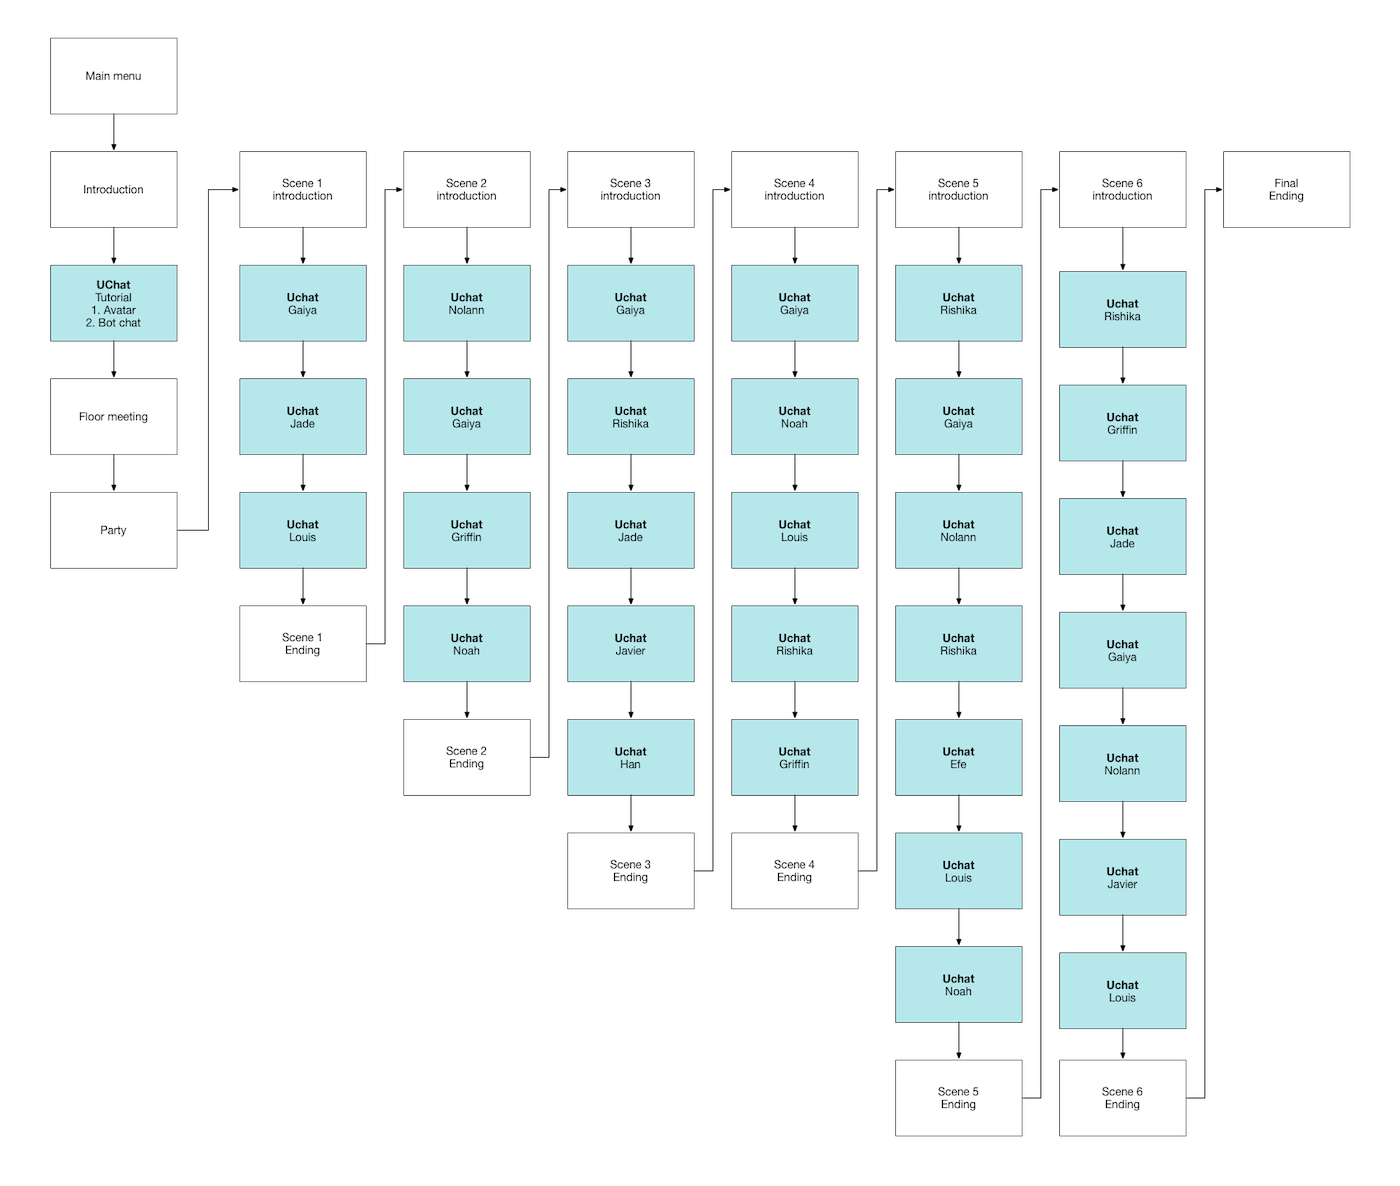 Main menu
Introduction
UChat
Tutorial
1. Avatar
2. Bot chat
Floor meeting
Party
Scene 1
introduction
Uchat
Gaiya
Uchat
Jade
Uchat
Louis
Scene 1
Ending
Scene 2
introduction
Uchat
Nolann
Uchat
Gaiya
Uchat
Griffin
Uchat
Noah
Scene 2
Ending
Scene 3
introduction
Uchat
Gaiya
Uchat
Rishika
Uchat
Jade
Uchat
Javier
Uchat
Han
Scene 3
Ending
Scene 4
introduction
Uchat
Gaiya
Uchat
Noah
Uchat
Louis
Uchat
Rishika
Uchat
Griffin
Scene 4
Ending
Scene 5
introduction
Uchat
Rishika
Uchat
Gaiya
Uchat
Nolann
Uchat
Rishika
Uchat
Efe
Uchat
Louis
Uchat
Noah
Scene 5
Ending
Scene 6
introduction
Uchat
Rishika
Uchat
Griffin
Uchat
Jade
Uchat
Gaiya
Uchat
Nolann
Uchat
Javier
Uchat
Louis
Scene 6
Ending
Final
Ending